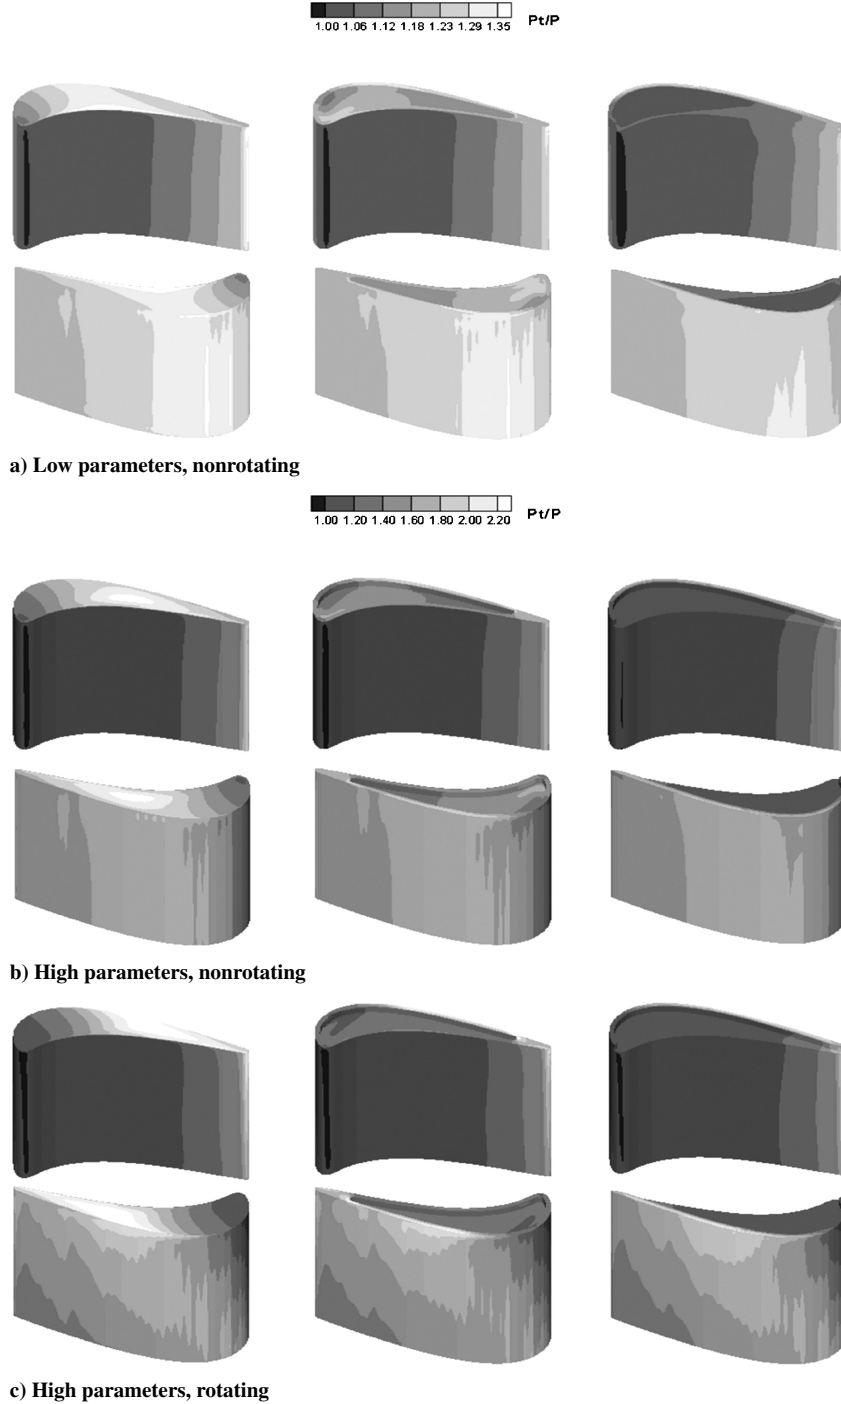 1.00 1.06 1.12 1.18 1.23 1.29 1.35 Pt/P
a) Low parameters, nonrotating
1.00 1.20 1.40 1.60 1.80 2.00 2.20 Pt/P
b) High parameters, nonrotating
c) High parameters, rotating